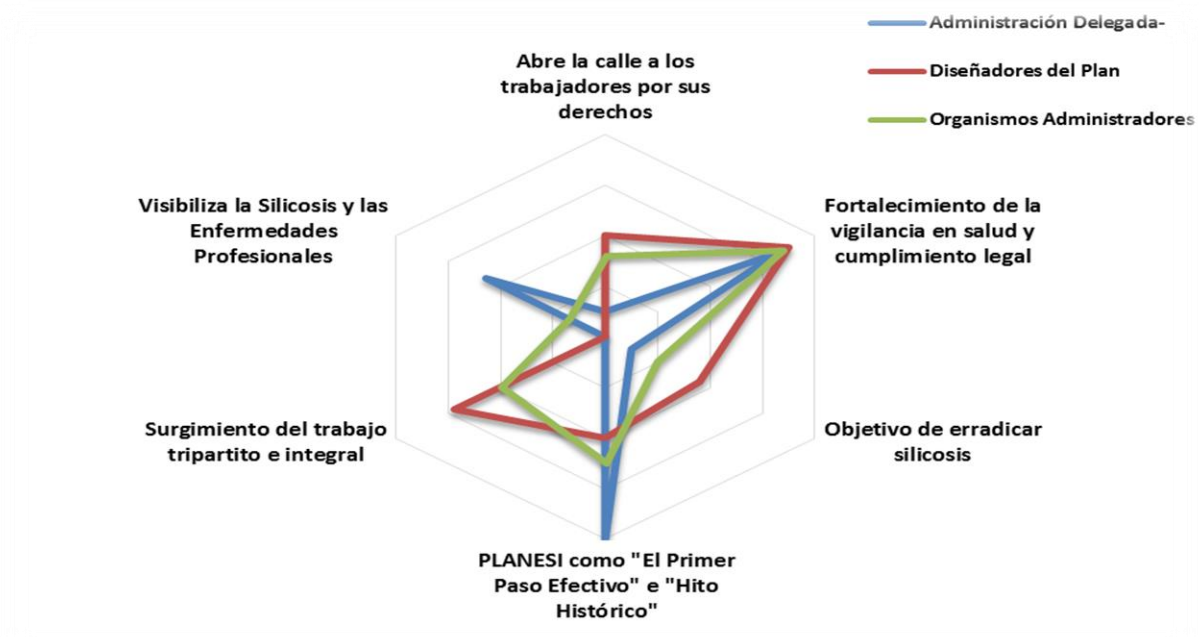 Administración Delegada-
Diseñadores del Plan
Organismos Administradores
Abre la calle a los
trabajadores por sus
derechos
Fortalecimiento de la
vigilancia en salud y
cumplimiento legal
Objetivo de erradicar
silicosis
PLANESI como "El Primer
Paso Efectivo" e "Hito
Histórico"
Surgimiento del trabajo
tripartito e integral
Visibiliza la Silicosis y las
Enfermedades
Profesionales